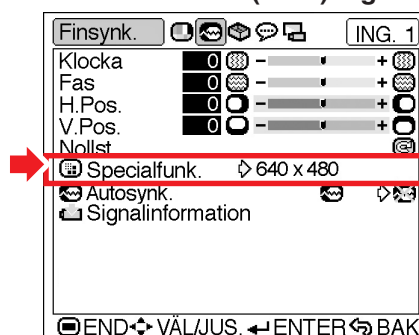 Finsynk. ING. 1
Klocka 0 - +
Fas 0 - +
H.Pos. 0 - +
V.Pos. 0 - +
Nollst
Specialfunk. 640 x 480
Autosynk.
Signalinformation
END VÄL/JUS. ENTER BAK